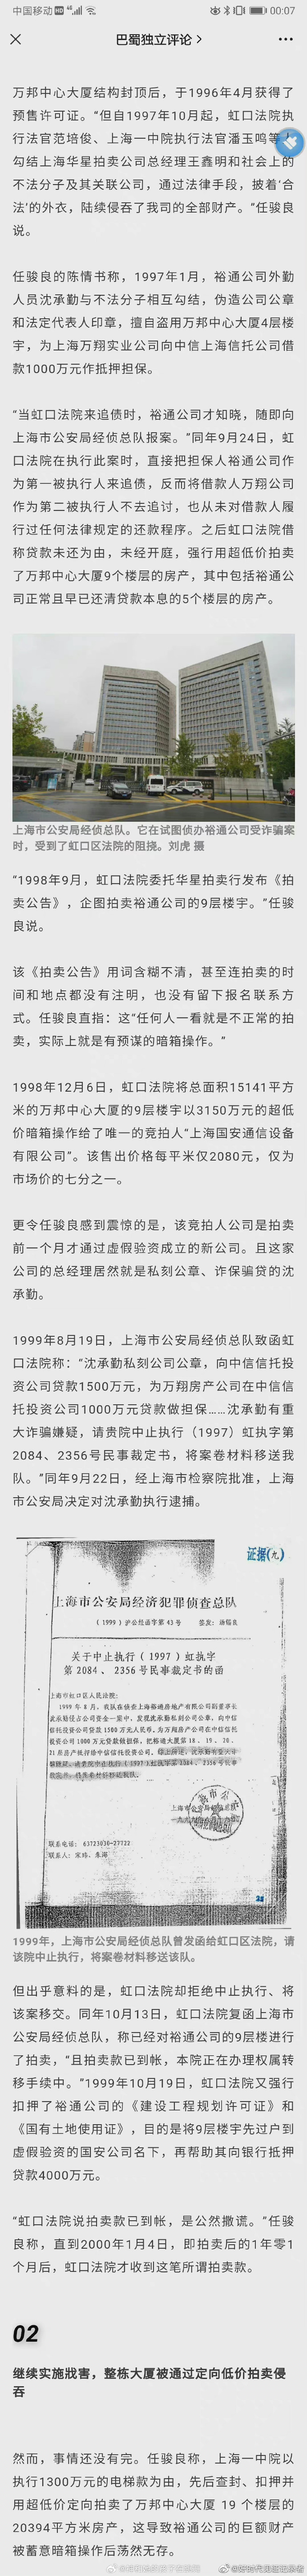 中国移动 HD 00:07
巴蜀独立评论 >
万邦中心大厦结构封顶后，于1996年4月获得了
预售许可证。“但自1997年10月起，虹口法院执
行法官范培俊、上海一中院执行法官潘玉鸣等人
勾结上海华星拍卖公司总经理王鑫明和社会上的
不法分子及其关联公司，通过法律手段，披着‘合
法’的外衣，陆续侵吞了我司的全部财产。”任骏良
说。
任骏良的陈情书称，1997年1月，裕通公司外勤
人员沈承勤与不法分子相互勾结，伪造公司公章
和法定代表人印章，擅自盗用万邦中心大厦4层楼
宇，为上海万翔实业公司向中信上海信托公司借
款1000万元作抵押担保。
“当虹口法院来追债时，裕通公司才知晓，随即向
上海市公安局经侦总队报案。”同年9月24日，虹
口法院在执行此案时，直接把担保人裕通公司作
为第一被执行人来追债，反而将借款人万翔公司
作为第二被执行人不去追讨，也从未对借款人履
行过任何法律规定的还款程序。之后虹口法院借
称贷款未还为由，未经开庭，强行用超低价拍卖
了万邦中心大厦9个楼层的房产，其中包括裕通公
司正常且早已还清贷款本息的5个楼层的房产。
上海市公安局经侦总队。它在试图侦办裕通公司受诈骗案
时，受到了虹口区法院的阻挠。刘虎 摄
“1998年9月，虹口法院委托华星拍卖行发布《拍
卖公告》，企图拍卖裕通公司的9层楼宇。”任骏
良说。
该《拍卖公告》用词含糊不清，甚至连拍卖的时
间和地点都没有注明，也没有留下报名联系方
式。任骏良直指：这“任何人一看就是不正常的拍
卖，实际上就是有预谋的暗箱操作。”
1998年12月6日，虹口法院将总面积15141平方
米的万邦中心大厦的9层楼宇以3150万元的超低
价暗箱操作给了唯一的竞拍人“上海国安通信设备
有限公司”。该售出价格每平米仅2080元，仅为
市场价的七分之一。
更令任骏良感到震惊的是，该竞拍人公司是拍卖
前一个月才通过虚假验资成立的新公司。且这家
公司的总经理居然就是私刻公章、诈保骗贷的沈
承勤。
1999年8月19日，上海市公安局经侦总队致函虹
口法院称：“沈承勤私刻公司公章，向中信信托投
资公司贷款1500万元，为万翔房产公司在中信信
托投资公司1000万元贷款做担保……沈承勤有重
大诈骗嫌疑，请贵院中止执行（1997）虹执字第
2084、2356号民事裁定书，将案卷材料移送我
队。”同年9月22日，经上海市检察院批准，上海
市公安局决定对沈承勤执行逮捕。
证据(九)
上海市公安局经济犯罪侦查总队
（1999）沪公经函字第43号
关于中止执行（1997）虹执字
第2084、2356号民事裁定书的函
上海市虹口区人民法院：
1999年，上海市公安局经侦总队曾发函给虹口区法院，请
该院中止执行，将案卷材料移送该队。
但出乎意料的是，虹口法院却拒绝中止执行、将
该案移交。同年10月13日，虹口法院复函上海市
公安局经侦总队，称已经对裕通公司的9层楼进行
了拍卖，“且拍卖款已到帐，本院正在办理权属转
移手续中。”1999年10月19日，虹口法院又强行
扣押了裕通公司的《建设工程规划许可证》和
《国有土地使用证》，目的是将9层楼宇先过户到
虚假验资的国安公司名下，再帮助其向银行抵押
贷款4000万元。
“虹口法院说拍卖款已到帐，是公然撒谎。”任骏
良称，直到2000年1月4日，即拍卖后的1年零1
个月后，虹口法院才收到这笔所谓拍卖款。
02
继续实施戕害，整栋大厦被通过定向低价拍卖侵
吞
然而，事情还没有完。任骏良称，上海一中院以
执行1300万元的电梯款为由，先后查封、扣押并
用超低价定向拍卖了万邦中心大厦 19 个楼层的
20394平方米房产，这导致裕通公司的巨额财产
被蓄意暗箱操作后荡然无存。